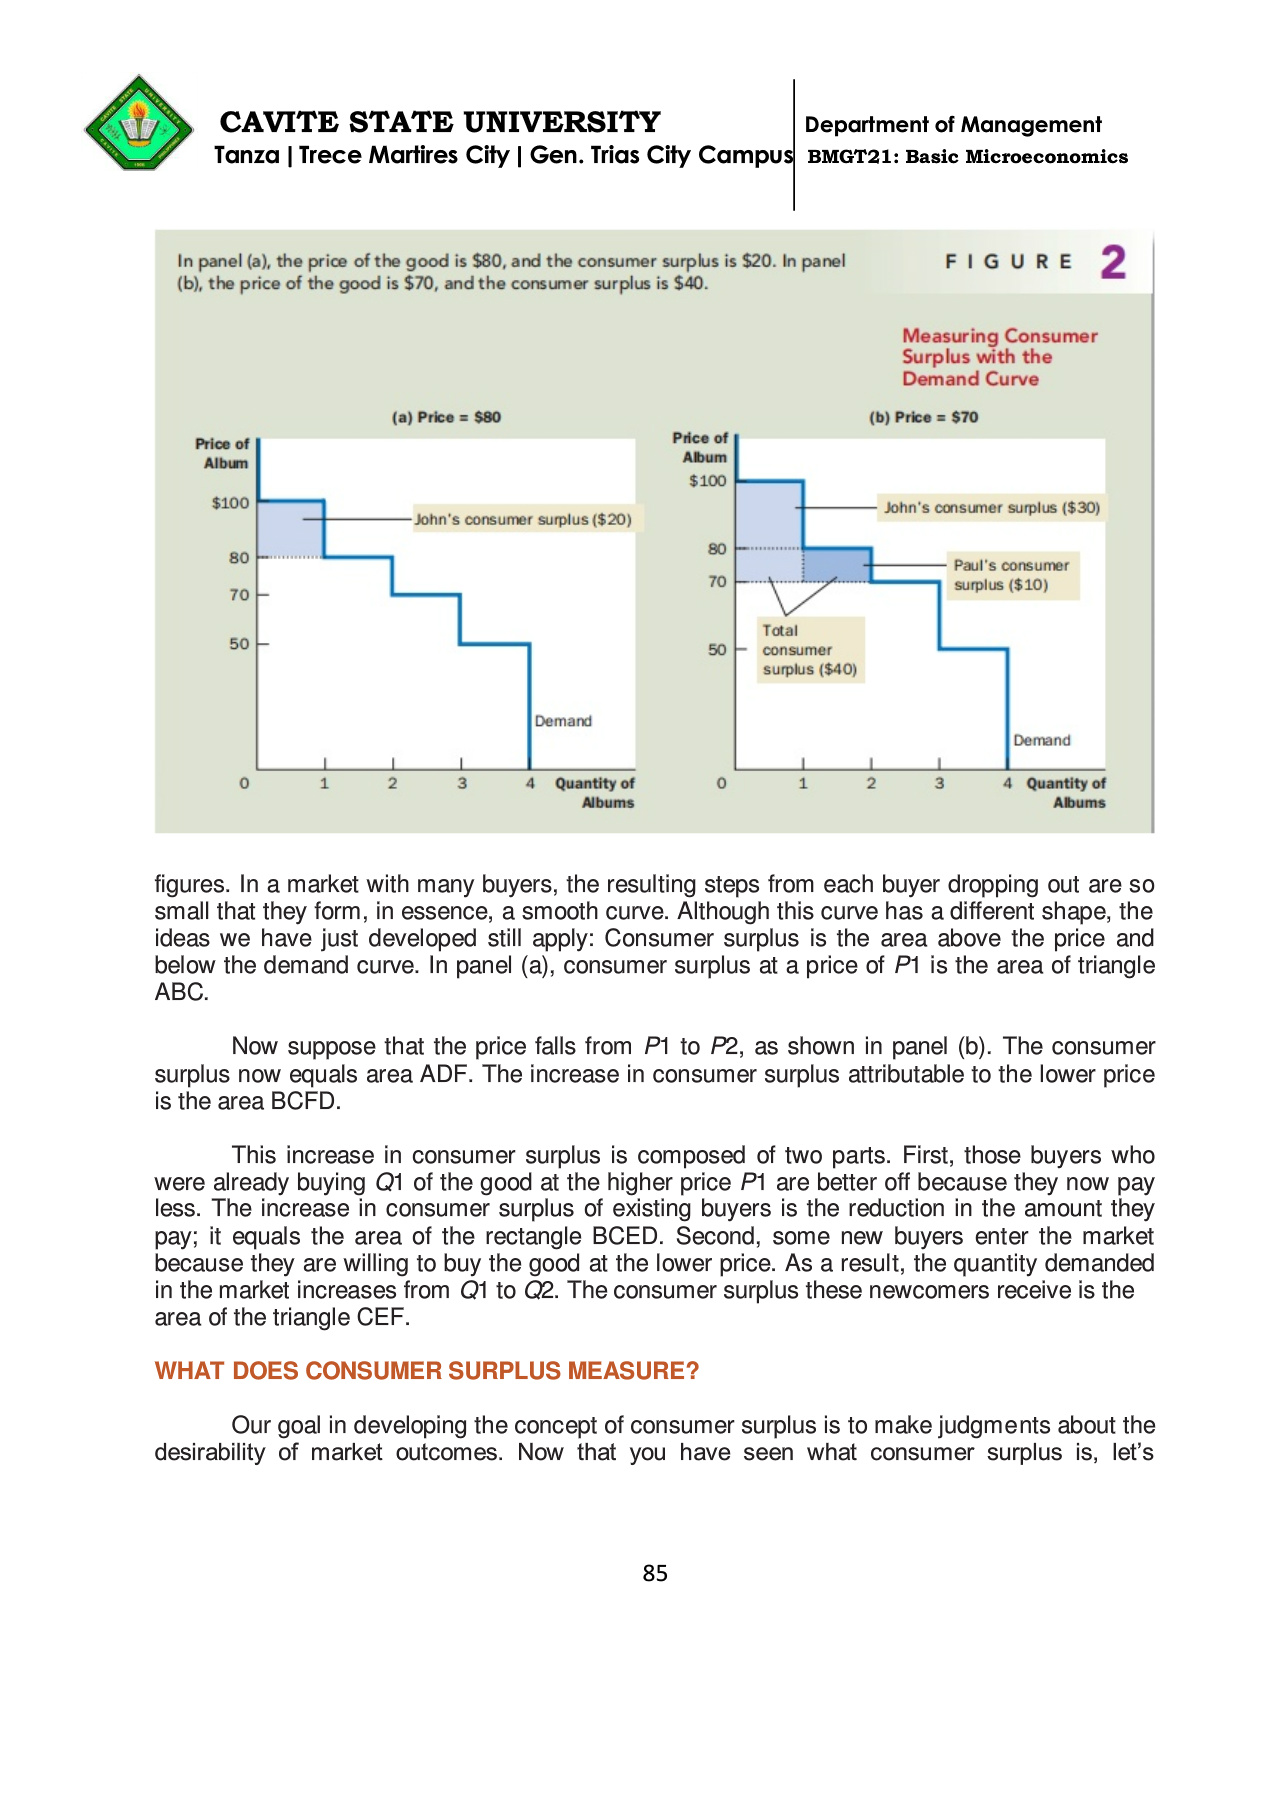 CAVITE STATE UNIVERSITY
Tanza | Trece Martires City | Gen. Trias City Campus
Department of Management
BMGT21: Basic Microeconomics
In panel (a), the price of the good is $80, and the consumer surplus is $20. In panel
(b), the price of the good is $70, and the consumer surplus is $40.
FIGURE 2
Measuring Consumer
Surplus with the
Demand Curve
(a) Price = $80
Price of
Album
$100
80
70
50
John's consumer surplus ($20)
Demand
0 1 2 3 4 Quantity of
Albums
(b) Price = $70
Price of
Album
$100
80
70
50
John's consumer surplus ($30)
Paul's consumer
surplus ($10)
Total
consumer
surplus ($40)
Demand
0 1 2 3 4 Quantity of
Albums
figures. In a market with many buyers, the resulting steps from each buyer dropping out are so
small that they form, in essence, a smooth curve. Although this curve has a different shape, the
ideas we have just developed still apply: Consumer surplus is the area above the price and
below the demand curve. In panel (a), consumer surplus at a price of P1 is the area of triangle
ABC.
Now suppose that the price falls from P1 to P2, as shown in panel (b). The consumer
surplus now equals area ADF. The increase in consumer surplus attributable to the lower price
is the area BCFD.
This increase in consumer surplus is composed of two parts. First, those buyers who
were already buying Q1 of the good at the higher price P1 are better off because they now pay
less. The increase in consumer surplus of existing buyers is the reduction in the amount they
pay; it equals the area of the rectangle BCED. Second, some new buyers enter the market
because they are willing to buy the good at the lower price. As a result, the quantity demanded
in the market increases from Q1 to Q2. The consumer surplus these newcomers receive is the
area of the triangle CEF.
WHAT DOES CONSUMER SURPLUS MEASURE?
Our goal in developing the concept of consumer surplus is to make judgments about the
desirability of market outcomes. Now that you have seen what consumer surplus is, let's
85